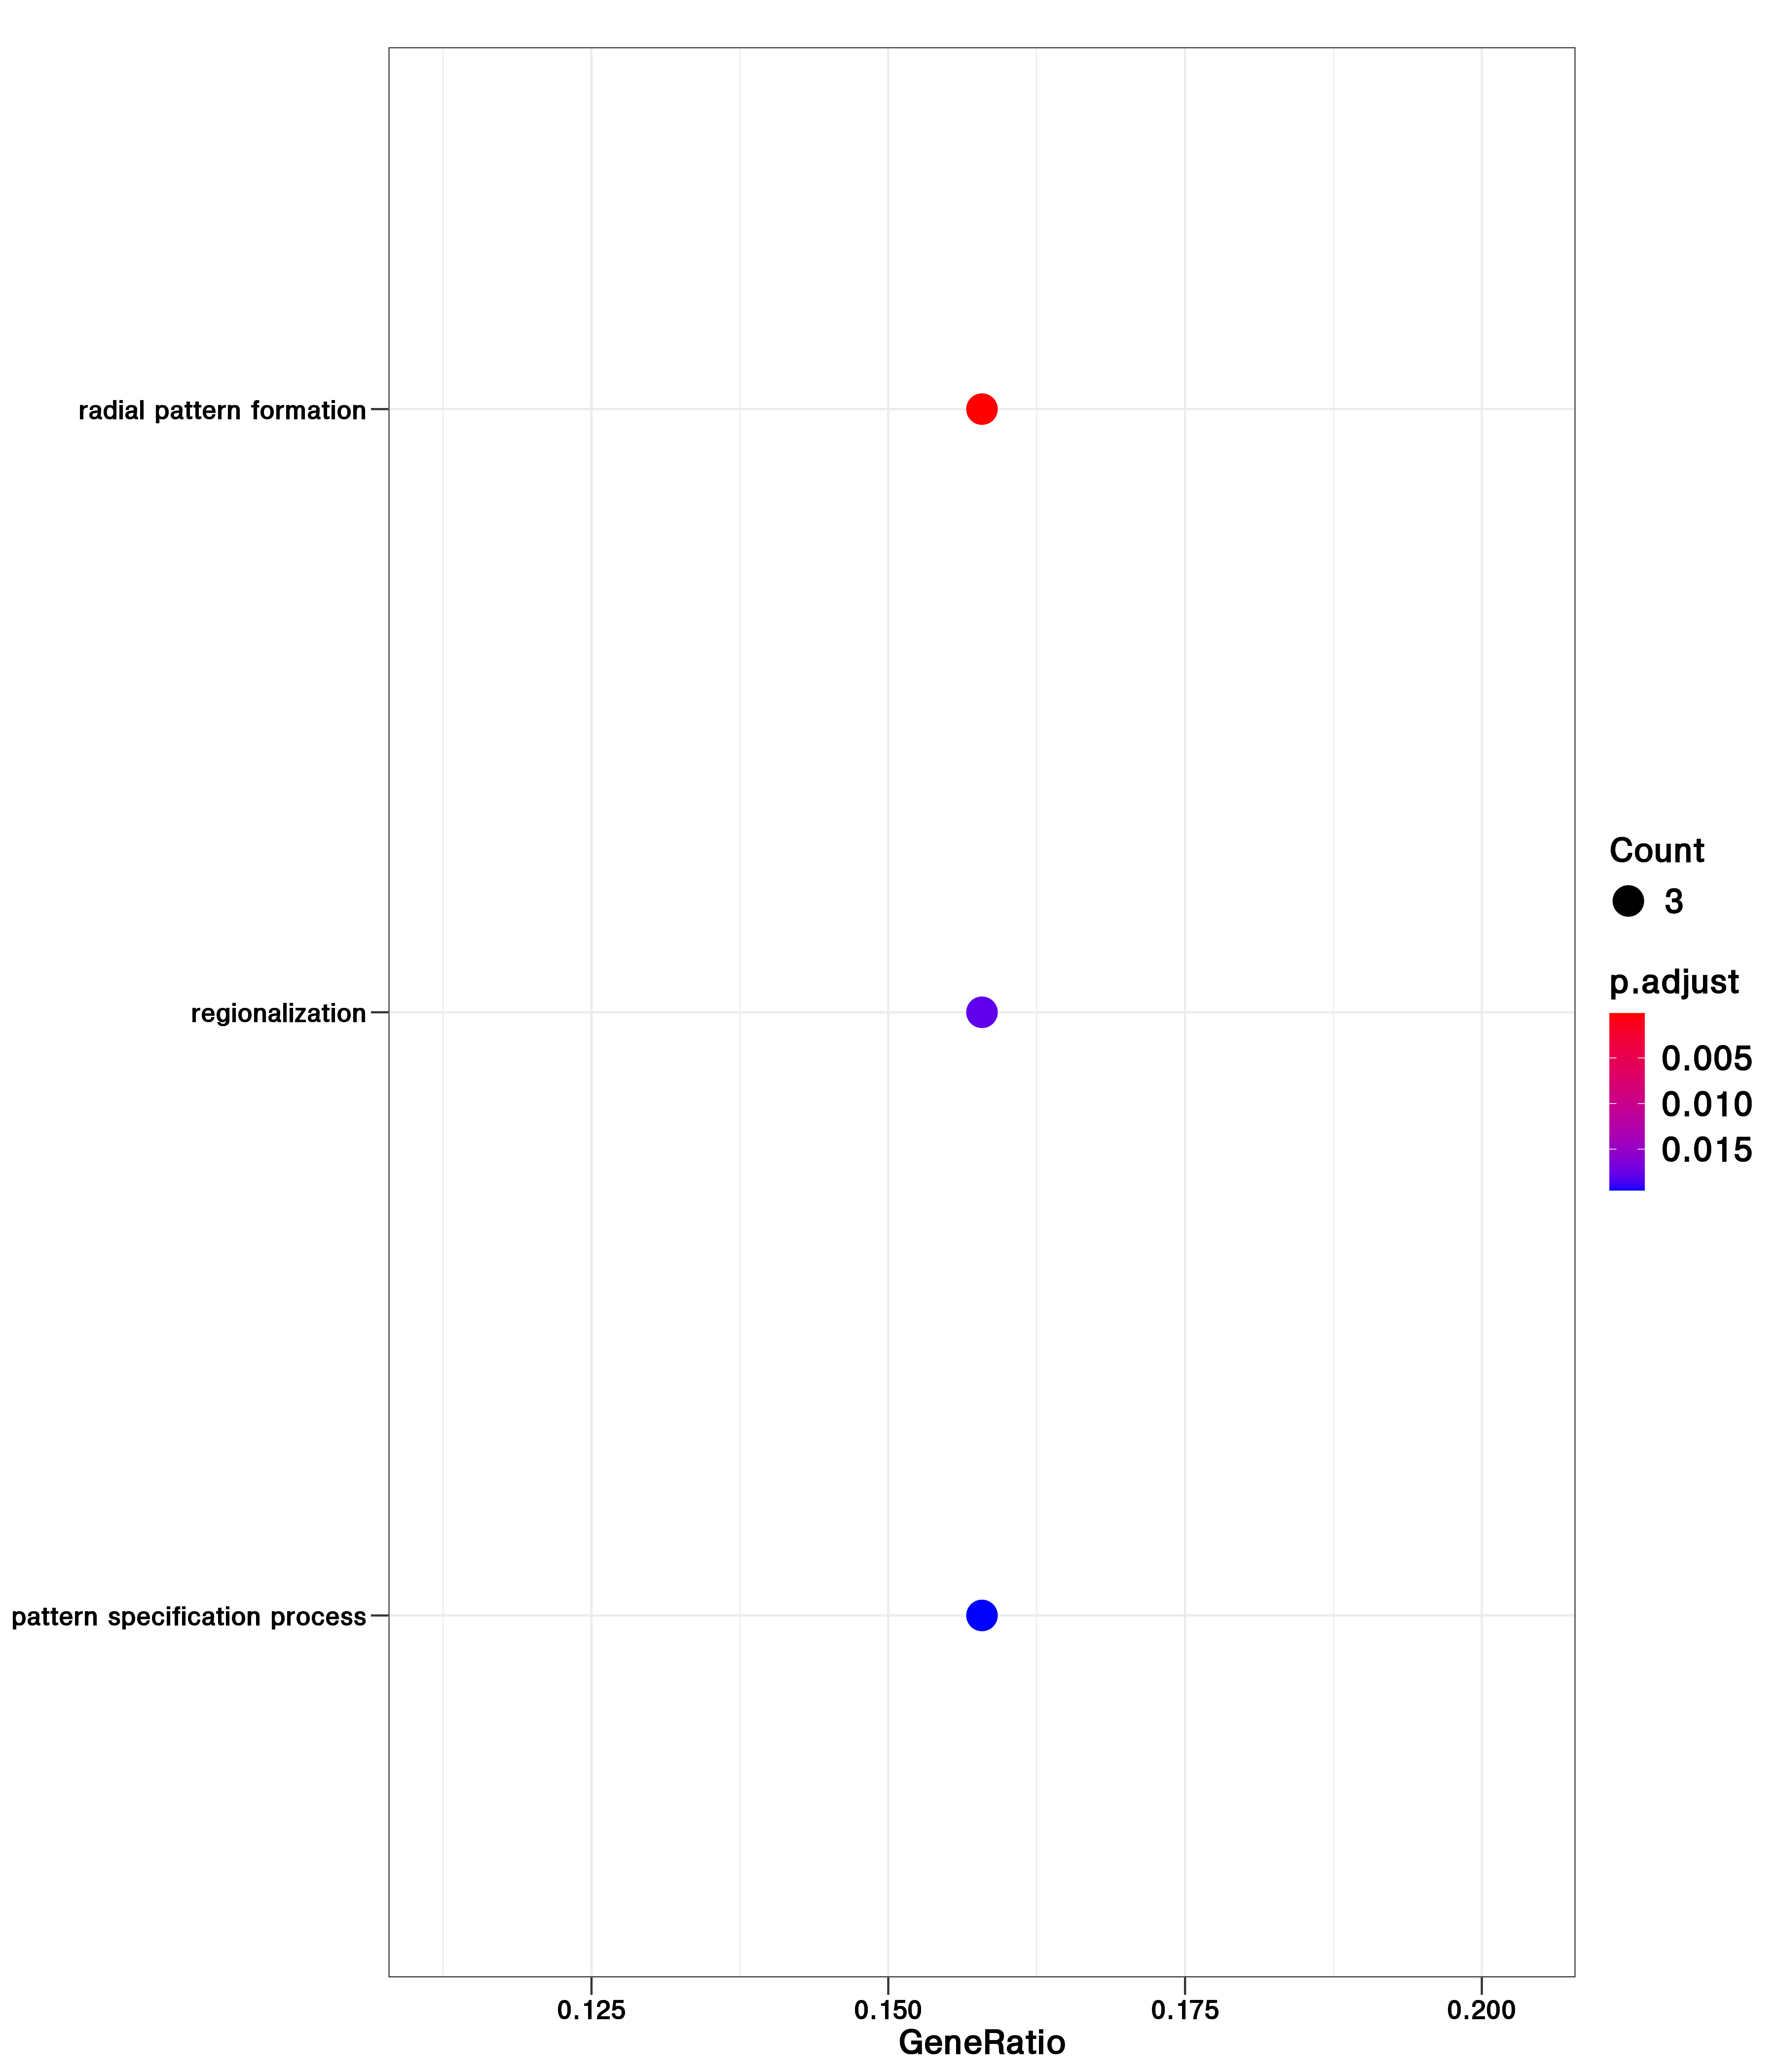 radial pattern formation
regionalization
pattern specification process
0.125
0.150
0.175
0.200
GeneRatio
Count
3
p.adjust
0.005
0.010
0.015